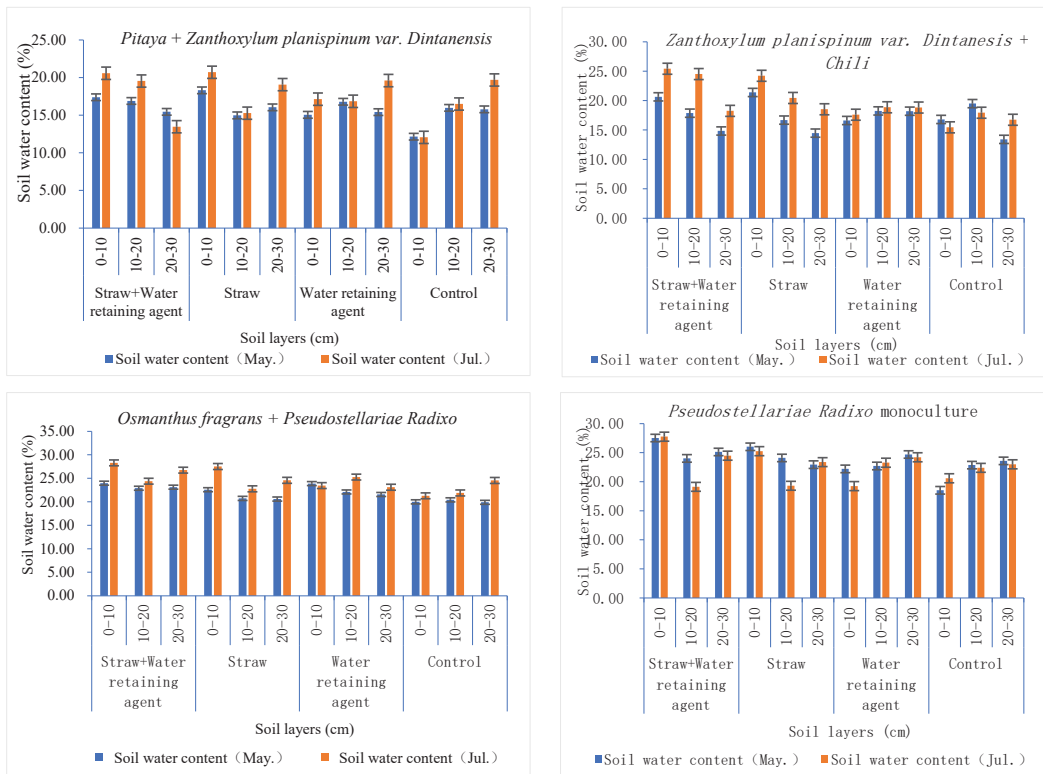 Pitaya + Zanthoxylum planispinum var. Dintanensis
Soil water content (%)
25.00
20.00
15.00
10.00
5.00
0.00
0-10 10-20 20-30 0-10 10-20 20-30 0-10 10-20 20-30 0-10 10-20 20-30
Straw+Water retaining agent Straw Water retaining agent Control
Soil layers (cm)
Soil water content（May.） Soil water content（Jul.）
Zanthoxylum planispinum var. Dintanesis +
Chili
Soil water content (%)
30.00
25.00
20.00
15.00
10.00
5.00
0.00
0-10 10-20 20-30 0-10 10-20 20-30 0-10 10-20 20-30 0-10 10-20 20-30
Straw+Water retaining agent Straw Water retaining agent Control
Soil layers (cm)
Soil water content（May.） Soil water content（Jul.）
Osmanthus fragrans + Pseudostellariae Radixo
Soil water content (%)
35.00
30.00
25.00
20.00
15.00
10.00
5.00
0.00
0-10 10-20 20-30 0-10 10-20 20-30 0-10 10-20 20-30 0-10 10-20 20-30
Straw+Water retaining agent Straw Water retaining agent Control
Soil layers (cm)
Soil water content（May.） Soil water content（Jul.）
Pseudostellariae Radixo monoculture
Soil water content (%)
30.00
25.00
20.00
15.00
10.00
5.00
0.00
0-10 10-20 20-30 0-10 10-20 20-30 0-10 10-20 20-30 0-10 10-20 20-30
Straw+Water retaining agent Straw Water retaining agent Control
Soil layers (cm)
Soil water content（May.） Soil water content（Jul.）